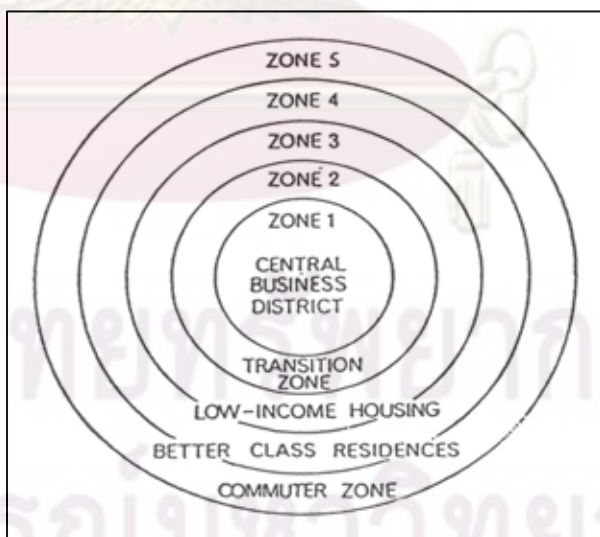 ZONE 5
ZONE 4
ZONE 3
ZONE 2
ZONE 1
CENTRAL
BUSINESS
DISTRICT
TRANSITION
ZONE
LOW-INCOME HOUSING
BETTER CLASS RESIDENCES
COMMUTER ZONE